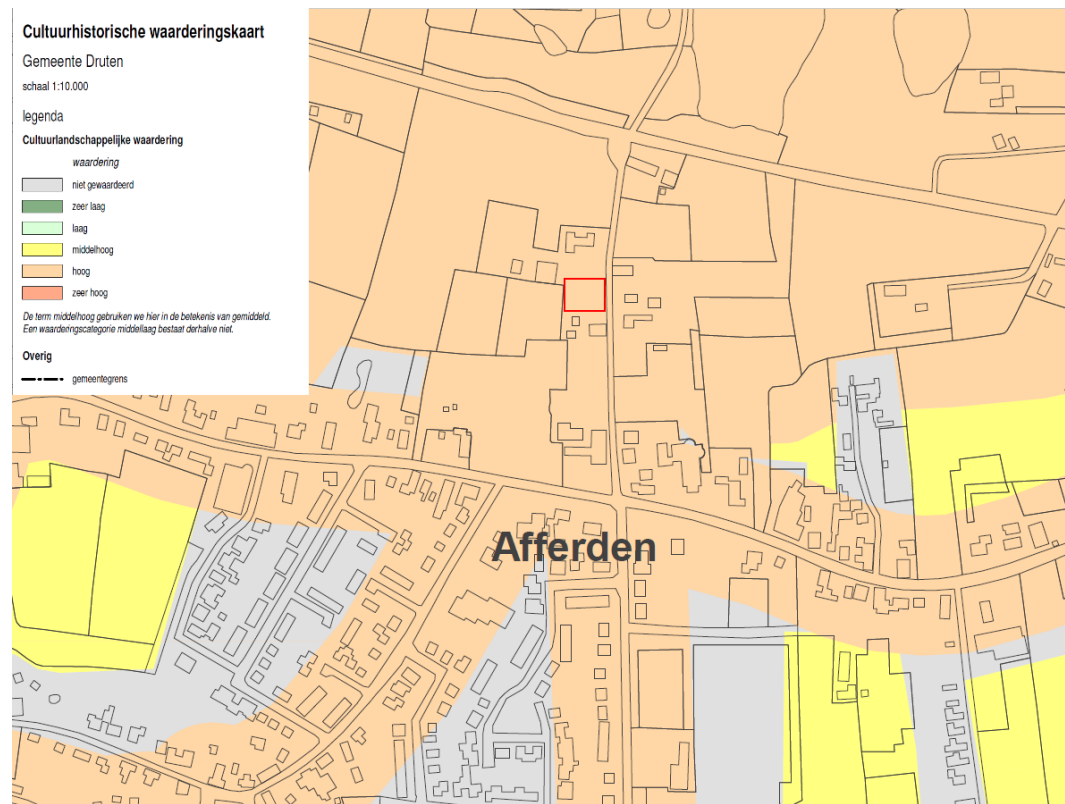 Cultuurhistorische waarderingskaart
Gemeente Druten
schaal 1:10.000
legenda
Cultuurlandschappelijke waardering
waardering
niet gewaardeerd
zeer laag
laag
middelhoog
hoog
zeer hoog
De term middelhoog gebruiken we hier in de betekenis van gemiddeld.
Een waarderingscategorie middellaag bestaat derhalve niet.
Overig
gemeentegrens
Afferden